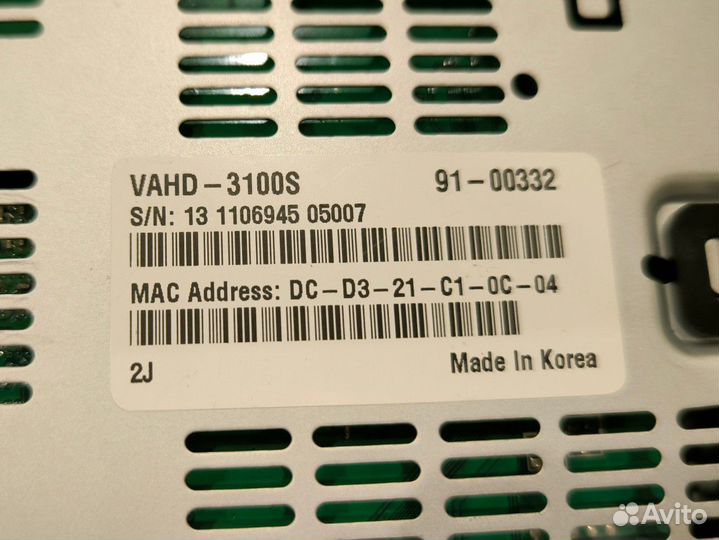 VAHD-3100S 91-00332
S/N: 13 1106945 05007
MAC Address: DC-D3-21-C1-0C-04
2J Made In Korea
Avito